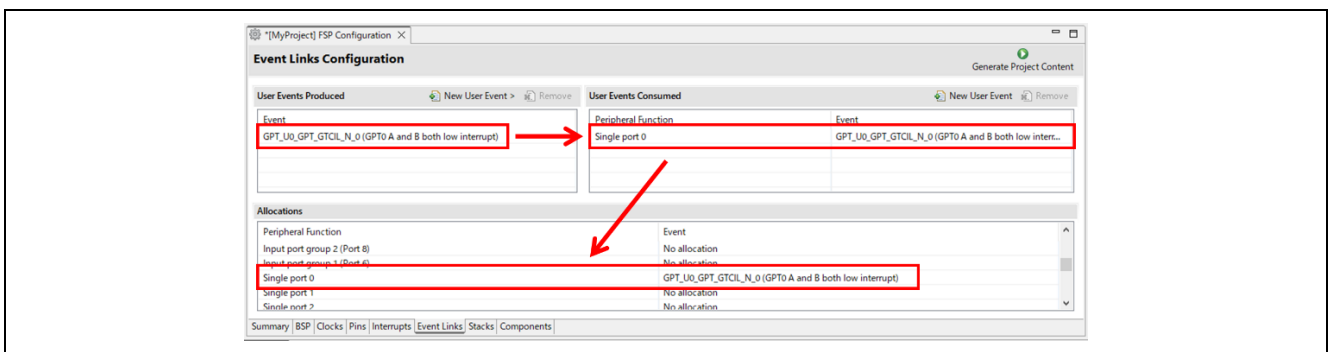 *[MyProject] FSP Configuration
Event Links Configuration
Generate Project Content
User Events Produced
New User Event >
Remove
User Events Consumed
New User Event
Remove
Event
GPT_U0_GPT_GTCIL_N_0 (GPT0 A and B both low interrupt)
Peripheral Function Event
Single port 0 GPT_U0_GPT_GTCIL_N_0 (GPT0 A and B both low interr...
Allocations
Peripheral Function Event
Input port group 2 (Port 8) No allocation
Input port group 1 (Port 6) No allocation
Single port 0 GPT_U0_GPT_GTCIL_N_0 (GPT0 A and B both low interrupt)
Single port 1 No allocation
Single port 2 No allocation
Summary BSP Clocks Pins Interrupts Event Links Stacks Components